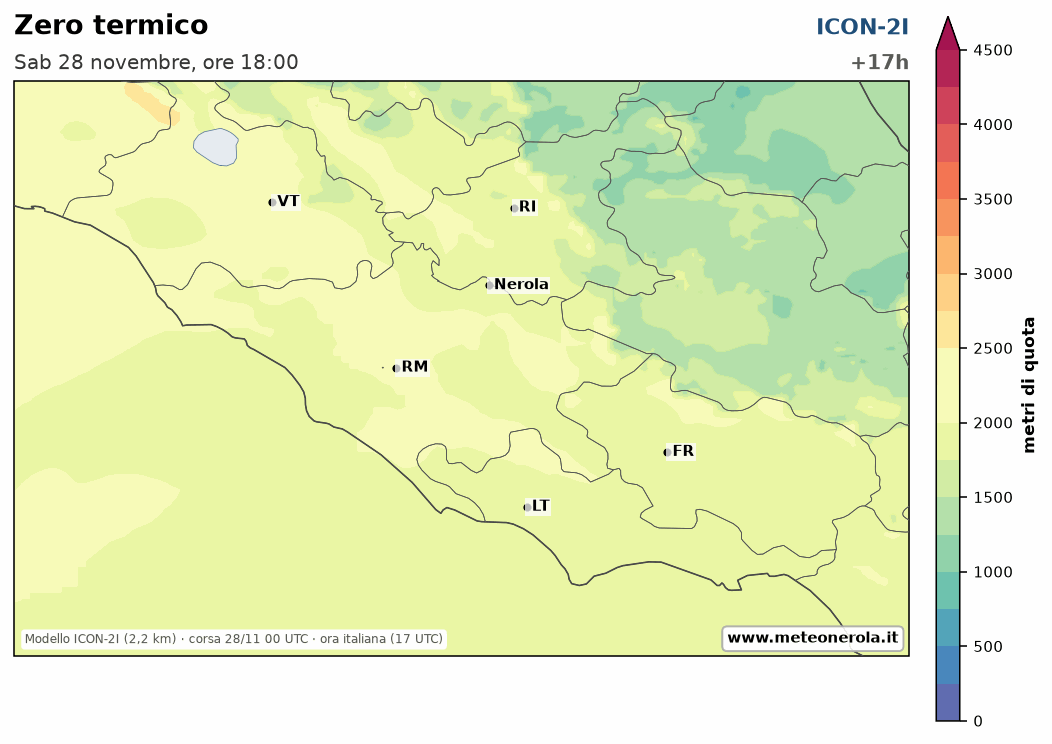 Zero termico
ICON-2I
Sab 28 novembre, ore 18:00
+17h
VT
RI
Nerola
RM
FR
LT
Modello ICON-2I (2,2 km) · corsa 28/11 00 UTC · ora italiana (17 UTC)
www.meteonerola.it
4500
4000
3500
3000
2500
2000
1500
1000
500
0
metri di quota